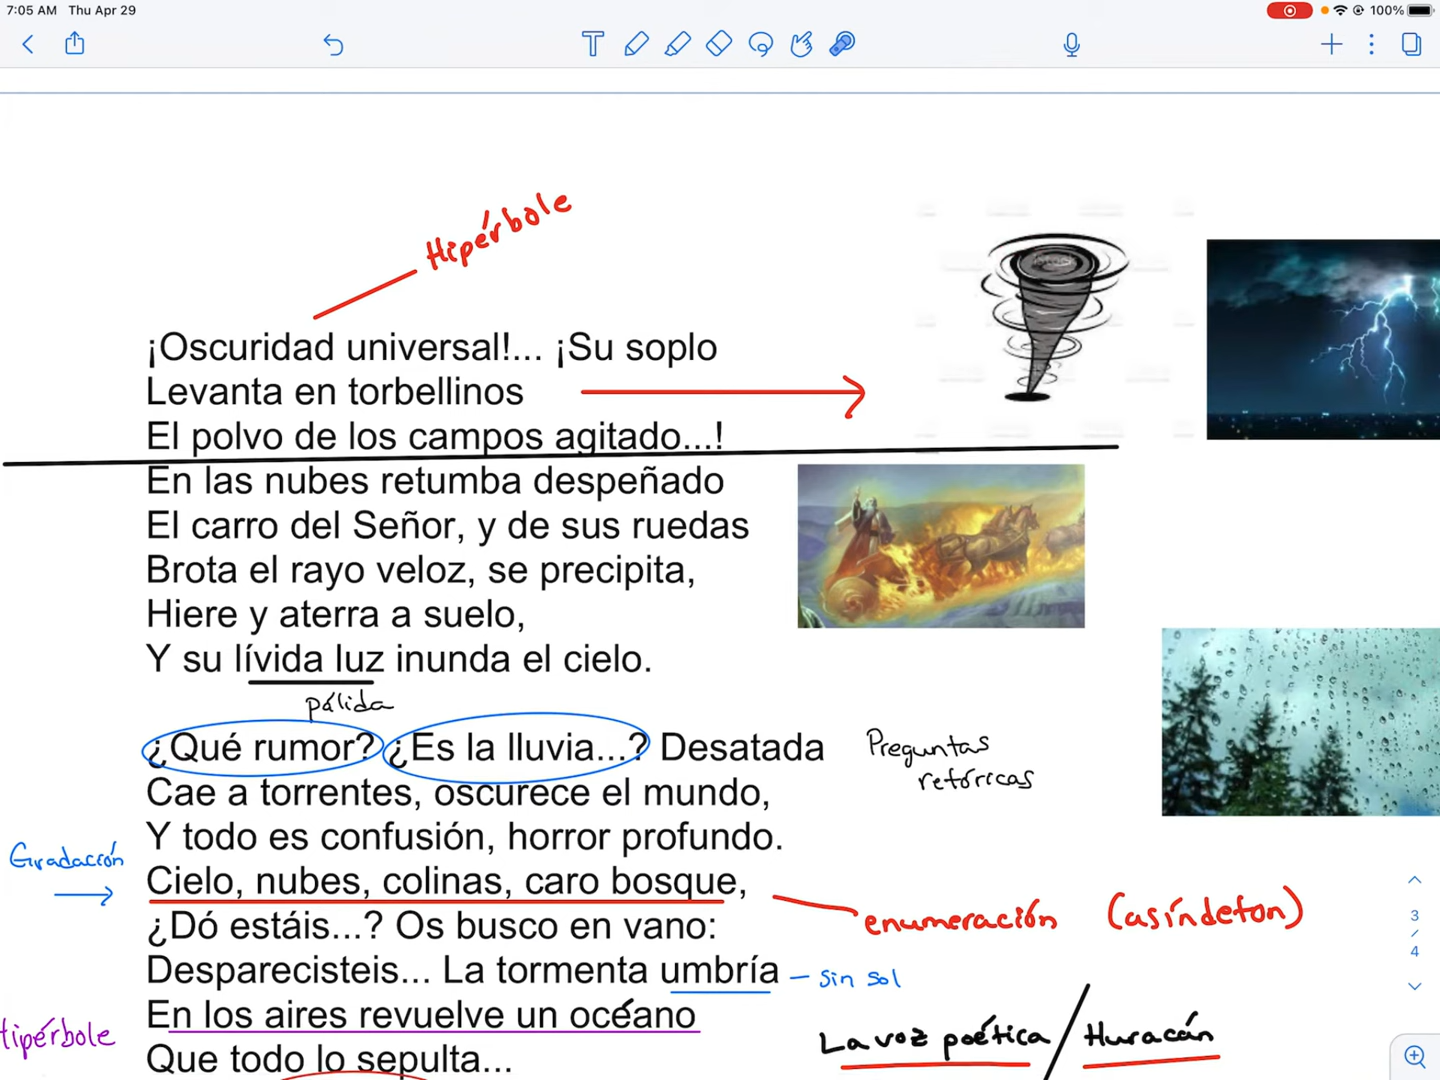 7:05 AM Thu Apr 29
100%
Hipérbole
¡Oscuridad universal!... ¡Su soplo
Levanta en torbellinos
El polvo de los campos agitado...!
En las nubes retumba despeñado
El carro del Señor, y de sus ruedas
Brota el rayo veloz, se precipita,
Hiere y aterra a suelo,
Y su lívida luz inunda el cielo.
pálida
¿Qué rumor? ¿Es la lluvia...? Desatada
Preguntas
retóricas
Cae a torrentes, oscurece el mundo,
Y todo es confusión, horror profundo.
Gradación
Cielo, nubes, colinas, caro bosque,
enumeración (asíndeton)
¿Dó estáis...? Os busco en vano:
Desparecisteis... La tormenta umbría
- sin sol
En los aires revuelve un océano
Hipérbole
La voz poética / Huracán
Que todo lo sepulta...
3
/
4